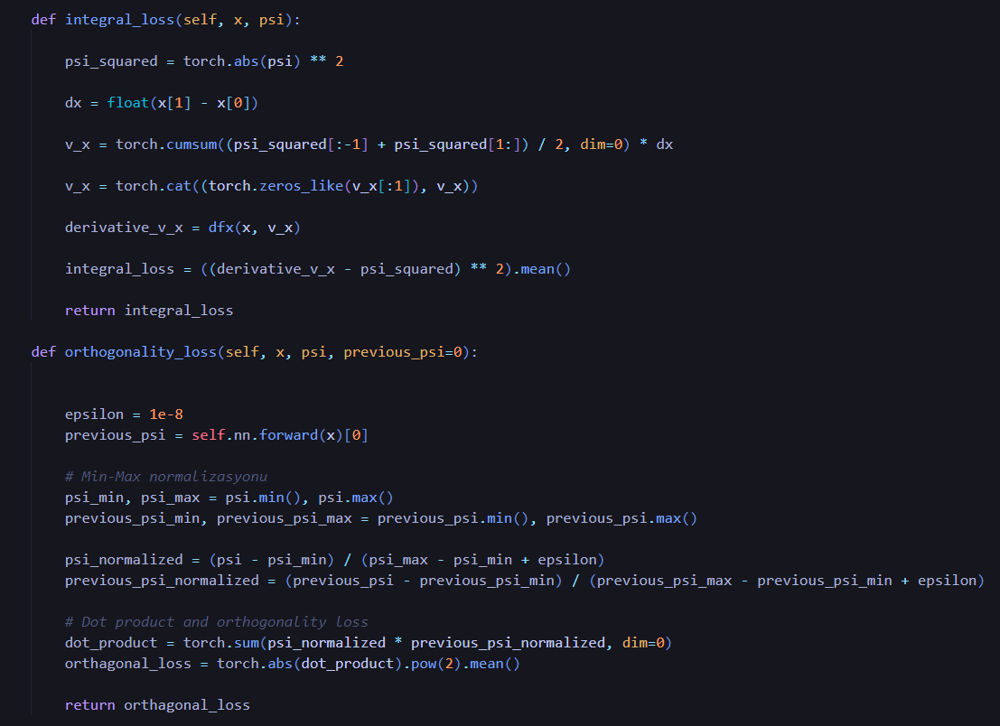 def integral_loss(self, x, psi):
psi_squared = torch.abs(psi) ** 2
dx = float(x[1] - x[0])
v_x = torch.cumsum((psi_squared[:-1] + psi_squared[1:]) / 2, dim=0) * dx
v_x = torch.cat((torch.zeros_like(v_x[:1]), v_x))
derivative_v_x = dfx(x, v_x)
integral_loss = ((derivative_v_x - psi_squared) ** 2).mean()
return integral_loss
def orthogonality_loss(self, x, psi, previous_psi=0):
epsilon = 1e-8
previous_psi = self.nn.forward(x)[0]
# Min-Max normalizasyonu
psi_min, psi_max = psi.min(), psi.max()
previous_psi_min, previous_psi_max = previous_psi.min(), previous_psi.max()
psi_normalized = (psi - psi_min) / (psi_max - psi_min + epsilon)
previous_psi_normalized = (previous_psi - previous_psi_min) / (previous_psi_max - previous_psi_min + epsilon)
# Dot product and orthogonality loss
dot_product = torch.sum(psi_normalized * previous_psi_normalized, dim=0)
orthagonal_loss = torch.abs(dot_product).pow(2).mean()
return orthagonal_loss